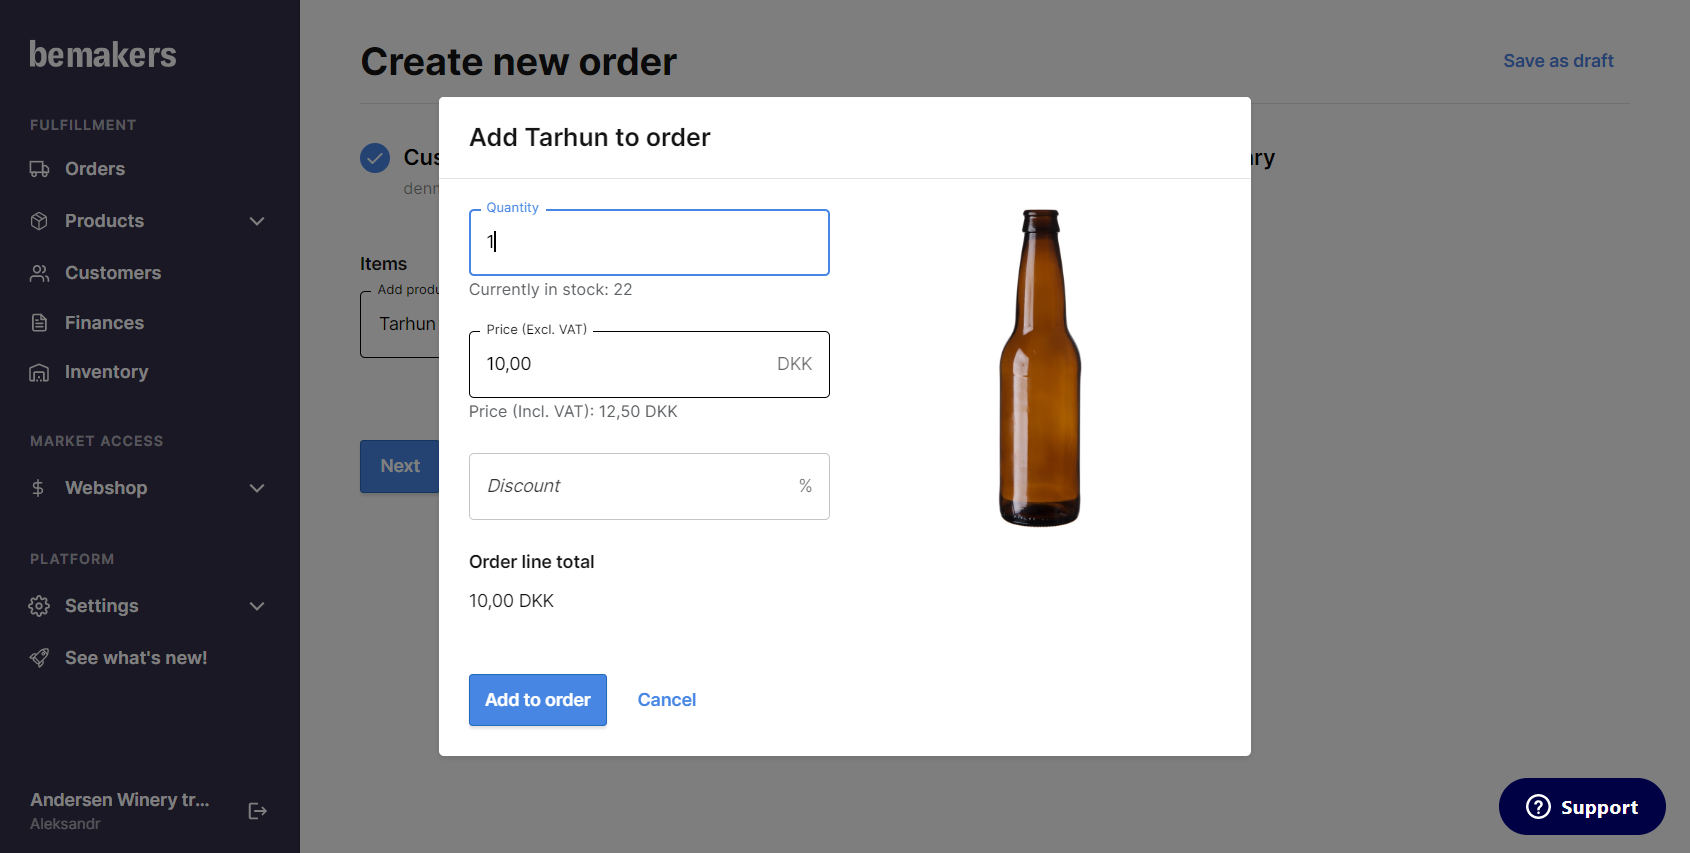 bemakers
FULFILLMENT
Orders
Products
Customers
Finances
Inventory
MARKET ACCESS
Webshop
PLATFORM
Settings
See what's new!
Andersen Winery tr...
Aleksandr
Create new order
Save as draft
Items
Add produ
Tarhun
Next
Add Tarhun to order
Quantity
1
Currently in stock: 22
Price (Excl. VAT)
10,00 DKK
Price (Incl. VAT): 12,50 DKK
Discount %
Order line total
10,00 DKK
Add to order Cancel
Support